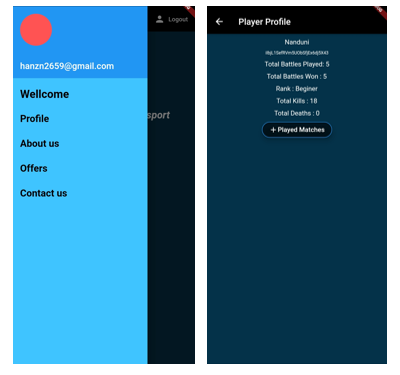 Logout
hanzn2659@gmail.com
Wellcome
Profile
sport
About us
Offers
Contact us
Player Profile
Nanduni
Total Battles Played: 5
Total Battles Won : 5
Rank : Beginer
Total Kills : 18
Total Deaths : 0
+ Played Matches